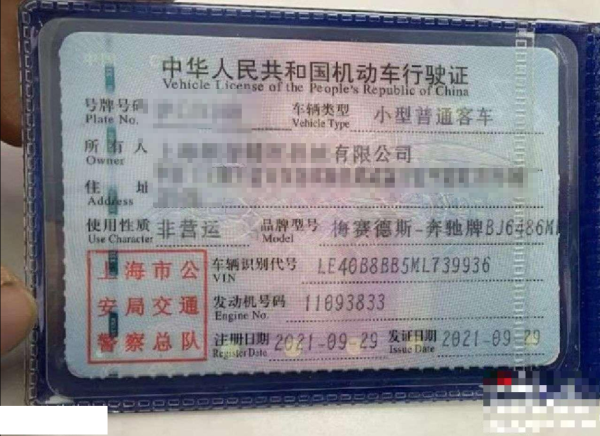 中华人民共和国机动车行驶证
Vehicle License of the People's Republic of China
号牌号码 车辆类型 小型普通客车
Plate No. Vehicle Type
所有人 有限公司
Owner
住址
Address
使用性质 非营运 品牌型号 梅赛德斯-奔驰牌BJ6486M
Use Character Model
上海市公
安局交通
警察总队
车辆识别代号 LE40B8BB5ML739936
VIN
发动机号码 11093833
Engine No.
注册日期 2021-09-29 发证日期 2021-09-29
Register Date Issue Date